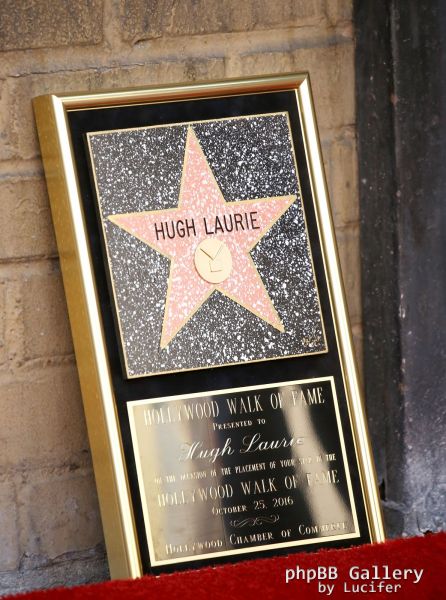 HUGH LAURIE
HOLLYWOOD WALK OF FAME
PRESENTED TO
Hugh Laurie
ON THE OCCASION OF THE PLACEMENT OF YOUR STAR IN THE
HOLLYWOOD WALK OF FAME
OCTOBER 25, 2016
HOLLYWOOD CHAMBER OF COMMERCE
phpBB Gallery
by Lucifer